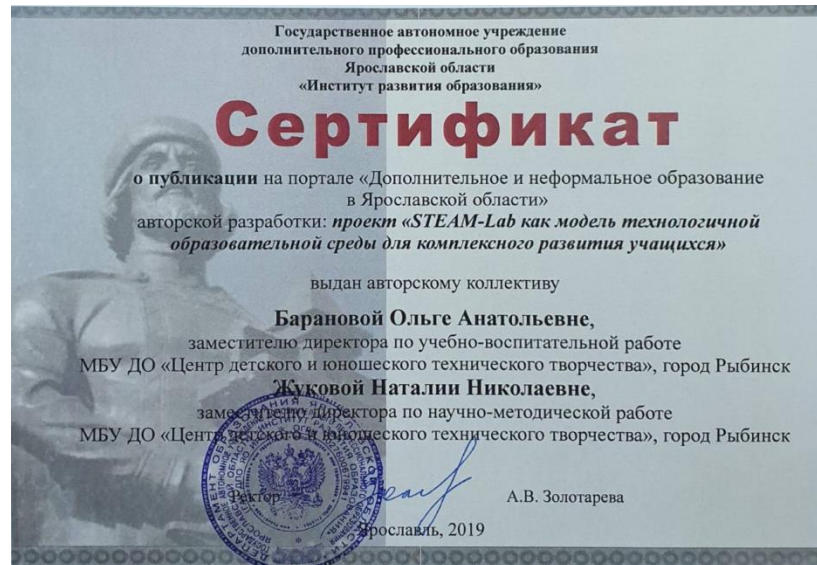 Государственное автономное учреждение
дополнительного профессионального образования
Ярославской области
«Институт развития образования»
Сертификат
о публикации на портале «Дополнительное и неформальное образование
в Ярославской области»
авторской разработки: проект «STEAM-Lab как модель технологичной
образовательной среды для комплексного развития учащихся»
выдан авторскому коллективу
Барановой Ольге Анатольевне,
заместителю директора по учебно-воспитательной работе
МБУ ДО «Центр детского и юношеского технического творчества», город Рыбинск
Жуковой Наталии Николаевне,
заместителю директора по научно-методической работе
МБУ ДО «Центр детского и юношеского технического творчества», город Рыбинск
Ректор
А.В. Золотарева
Ярославль, 2019